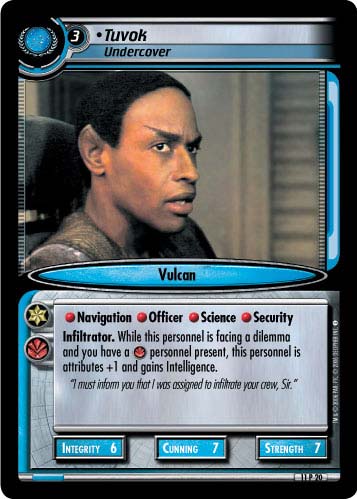 3 •Tuvok
Undercover
Vulcan
•Navigation •Officer •Science •Security
Infiltrator. While this personnel is facing a dilemma
and you have a personnel present, this personnel is
attributes +1 and gains Intelligence.
"I must inform you that I was assigned to infiltrate your crew, Sir."
INTEGRITY 6 CUNNING 7 STRENGTH 7
11 P 20